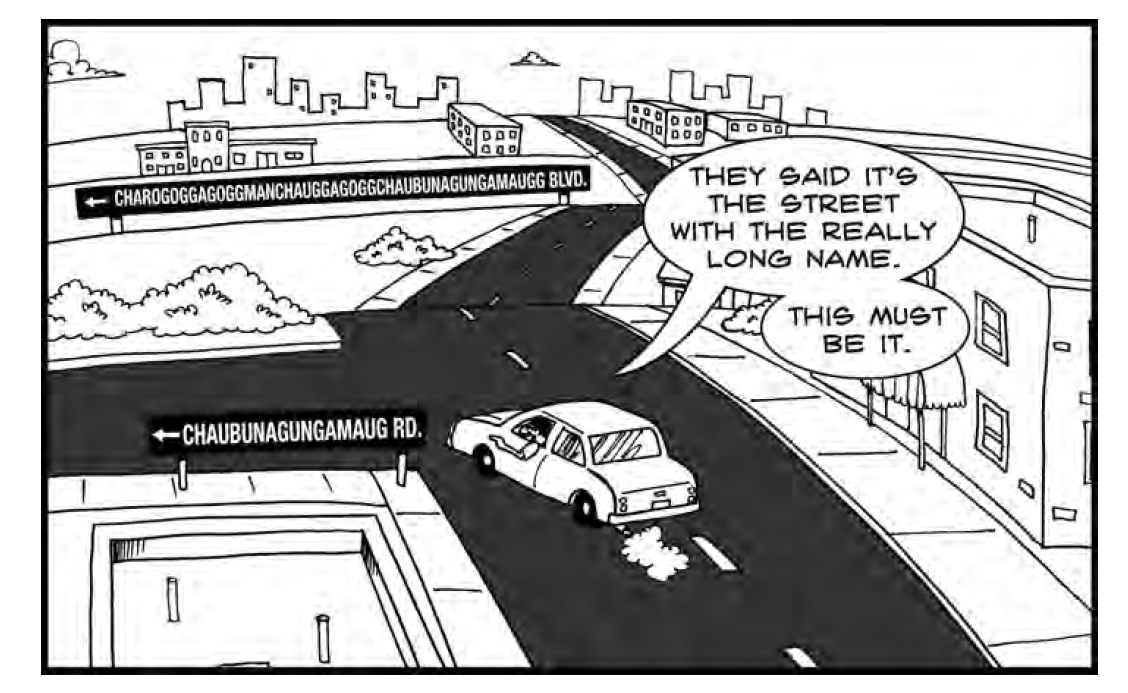 ← CHAROGOGGAGOGGMANCHAUGGAGOGGCHAUBUNAGUNGAMAUGG BLVD.
THEY SAID IT'S
THE STREET
WITH THE REALLY
LONG NAME.
THIS MUST
BE IT.
← CHAUBUNAGUNGAMAUG RD.